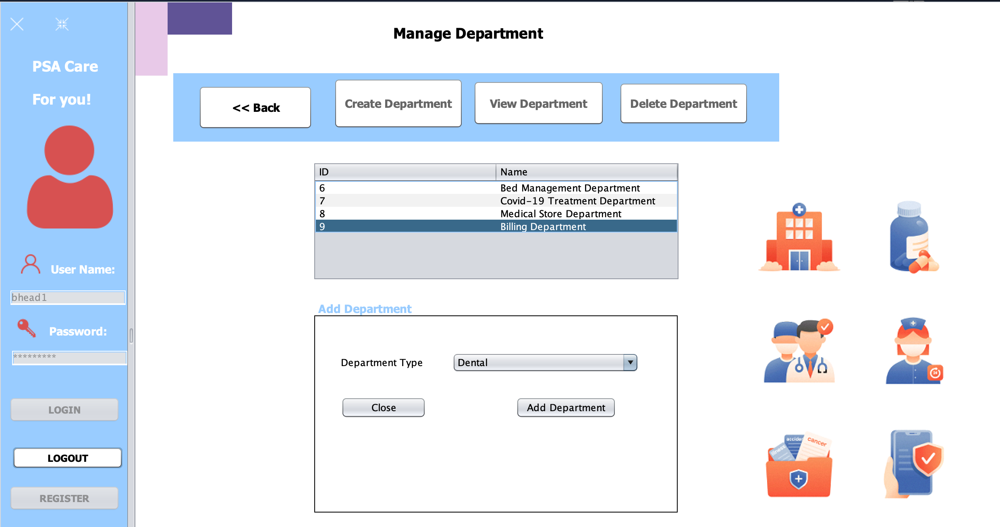 PSA Care
For you!
User Name:
bhead1
Password:
*********
LOGIN
LOGOUT
REGISTER
Manage Department
<< Back
Create Department
View Department
Delete Department
ID Name
6 Bed Management Department
7 Covid-19 Treatment Department
8 Medical Store Department
9 Billing Department
Add Department
Department Type
Dental
Close
Add Department
24
illness
accident
cancer